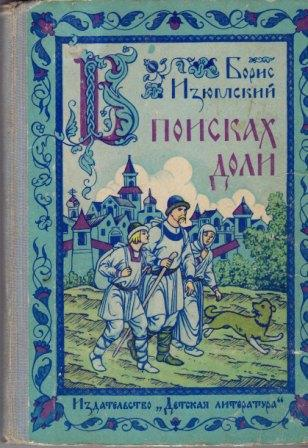 Борис
Изюмский
В
ПОИСКАХ
ДОЛИ
Издательство „Детская литература“